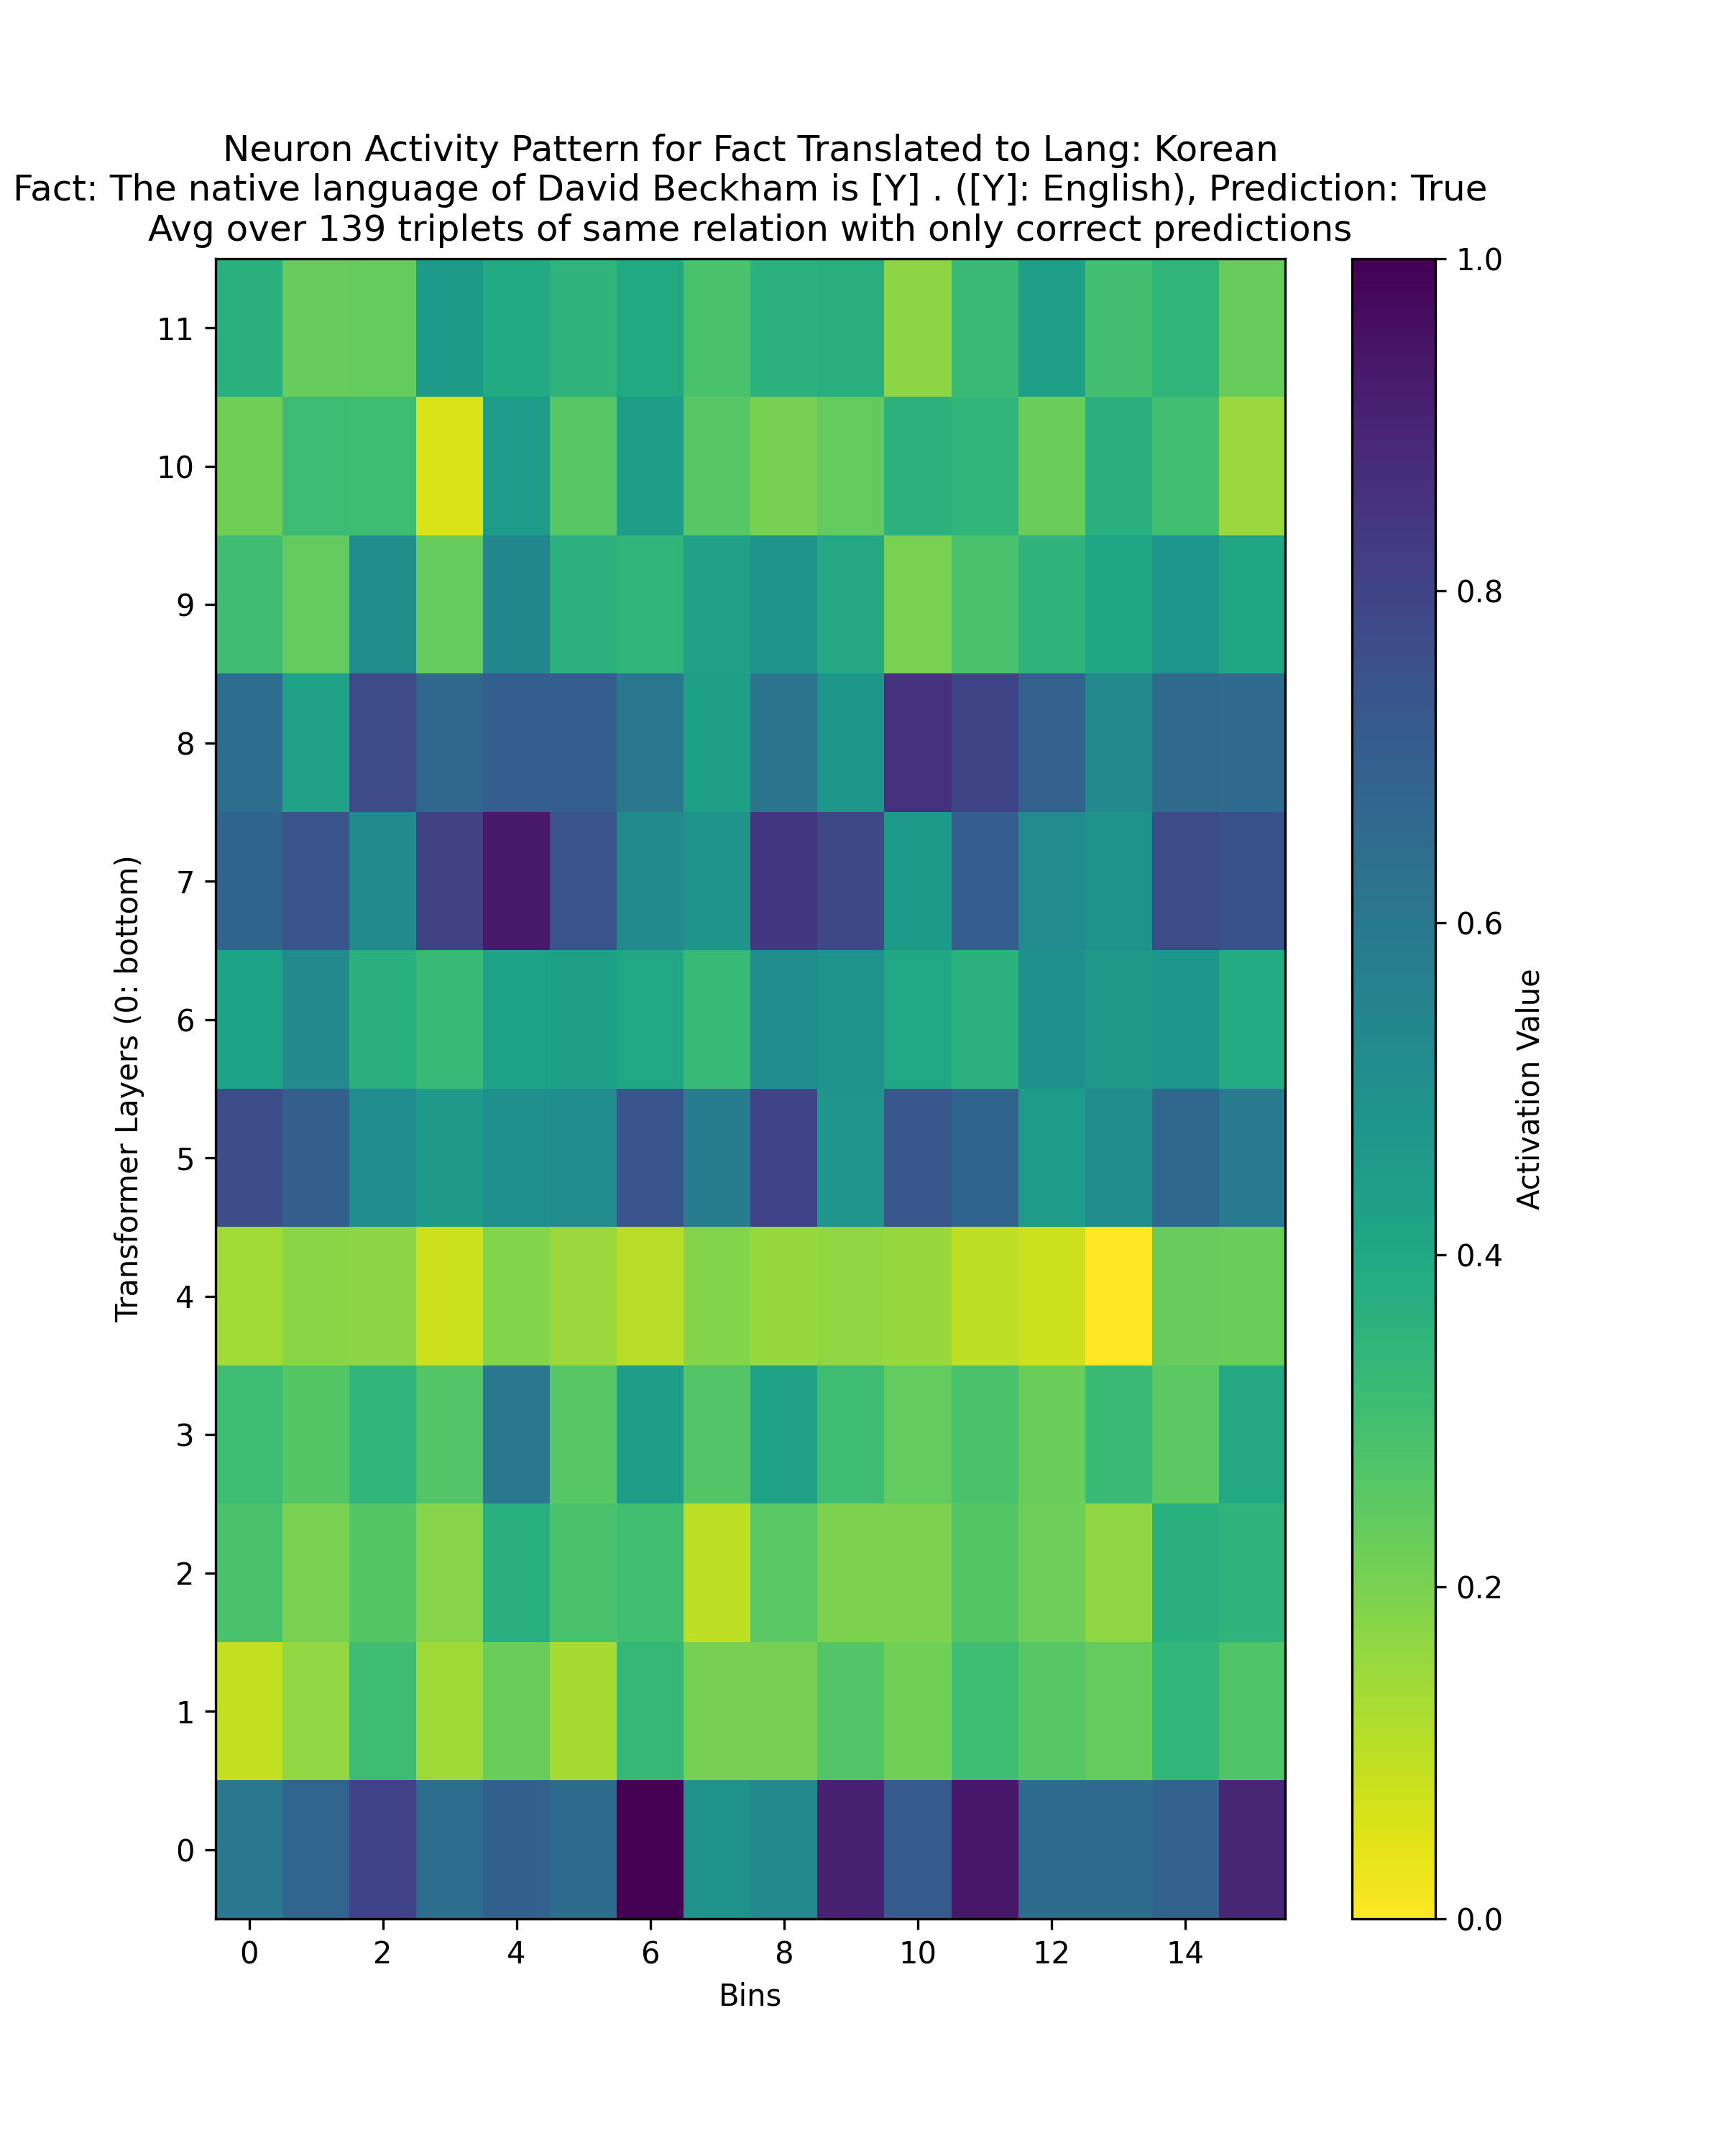 Neuron Activity Pattern for Fact Translated to Lang: Korean
Fact: The native language of David Beckham is [Y] . ([Y]: English), Prediction: True
Avg over 139 triplets of same relation with only correct predictions
11
10
9
8
7
6
5
4
3
2
1
0
Transformer Layers (0: bottom)
0 2 4 6 8 10 12 14
Bins
1.0
0.8
0.6
0.4
0.2
0.0
Activation Value